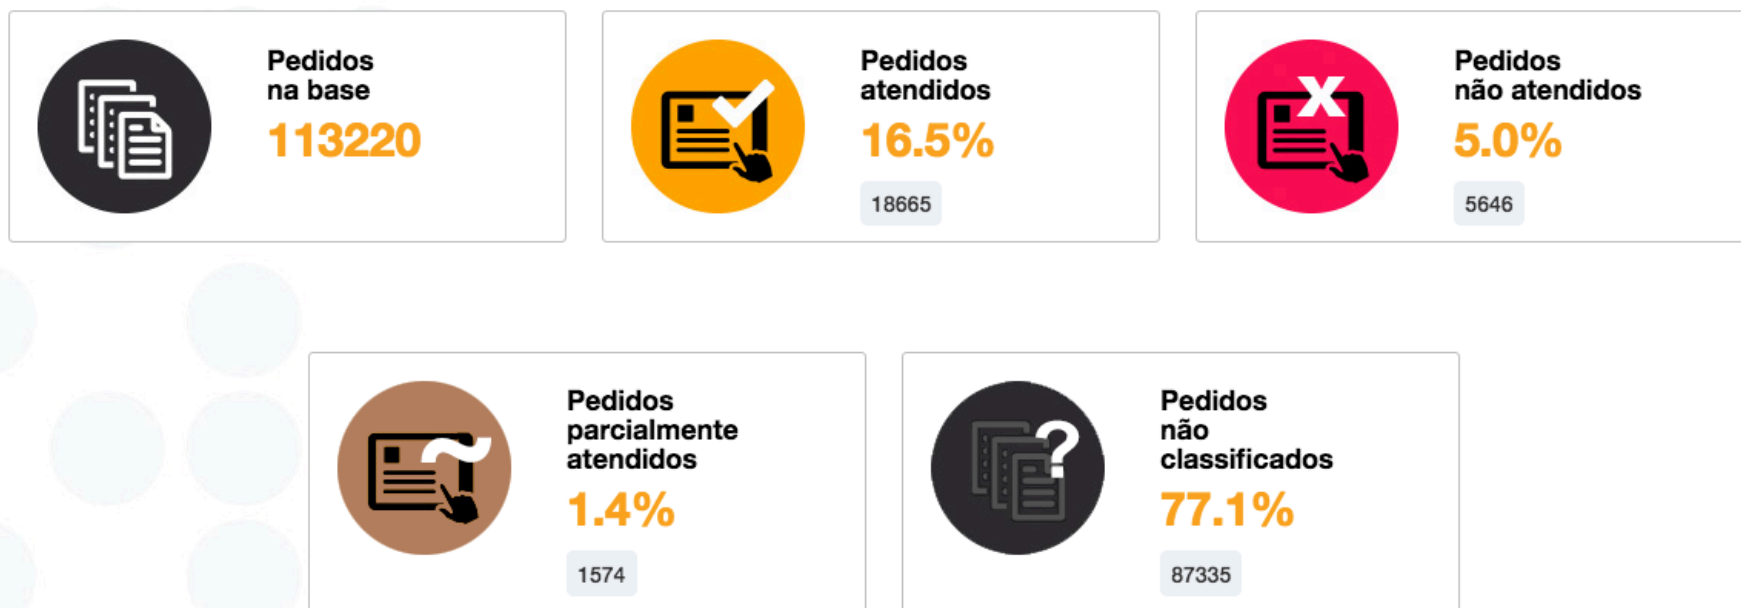 Pedidos
na base
113220
Pedidos
atendidos
16.5%
18665
Pedidos
não atendidos
5.0%
5646
Pedidos
parcialmente
atendidos
1.4%
1574
Pedidos
não
classificados
77.1%
87335